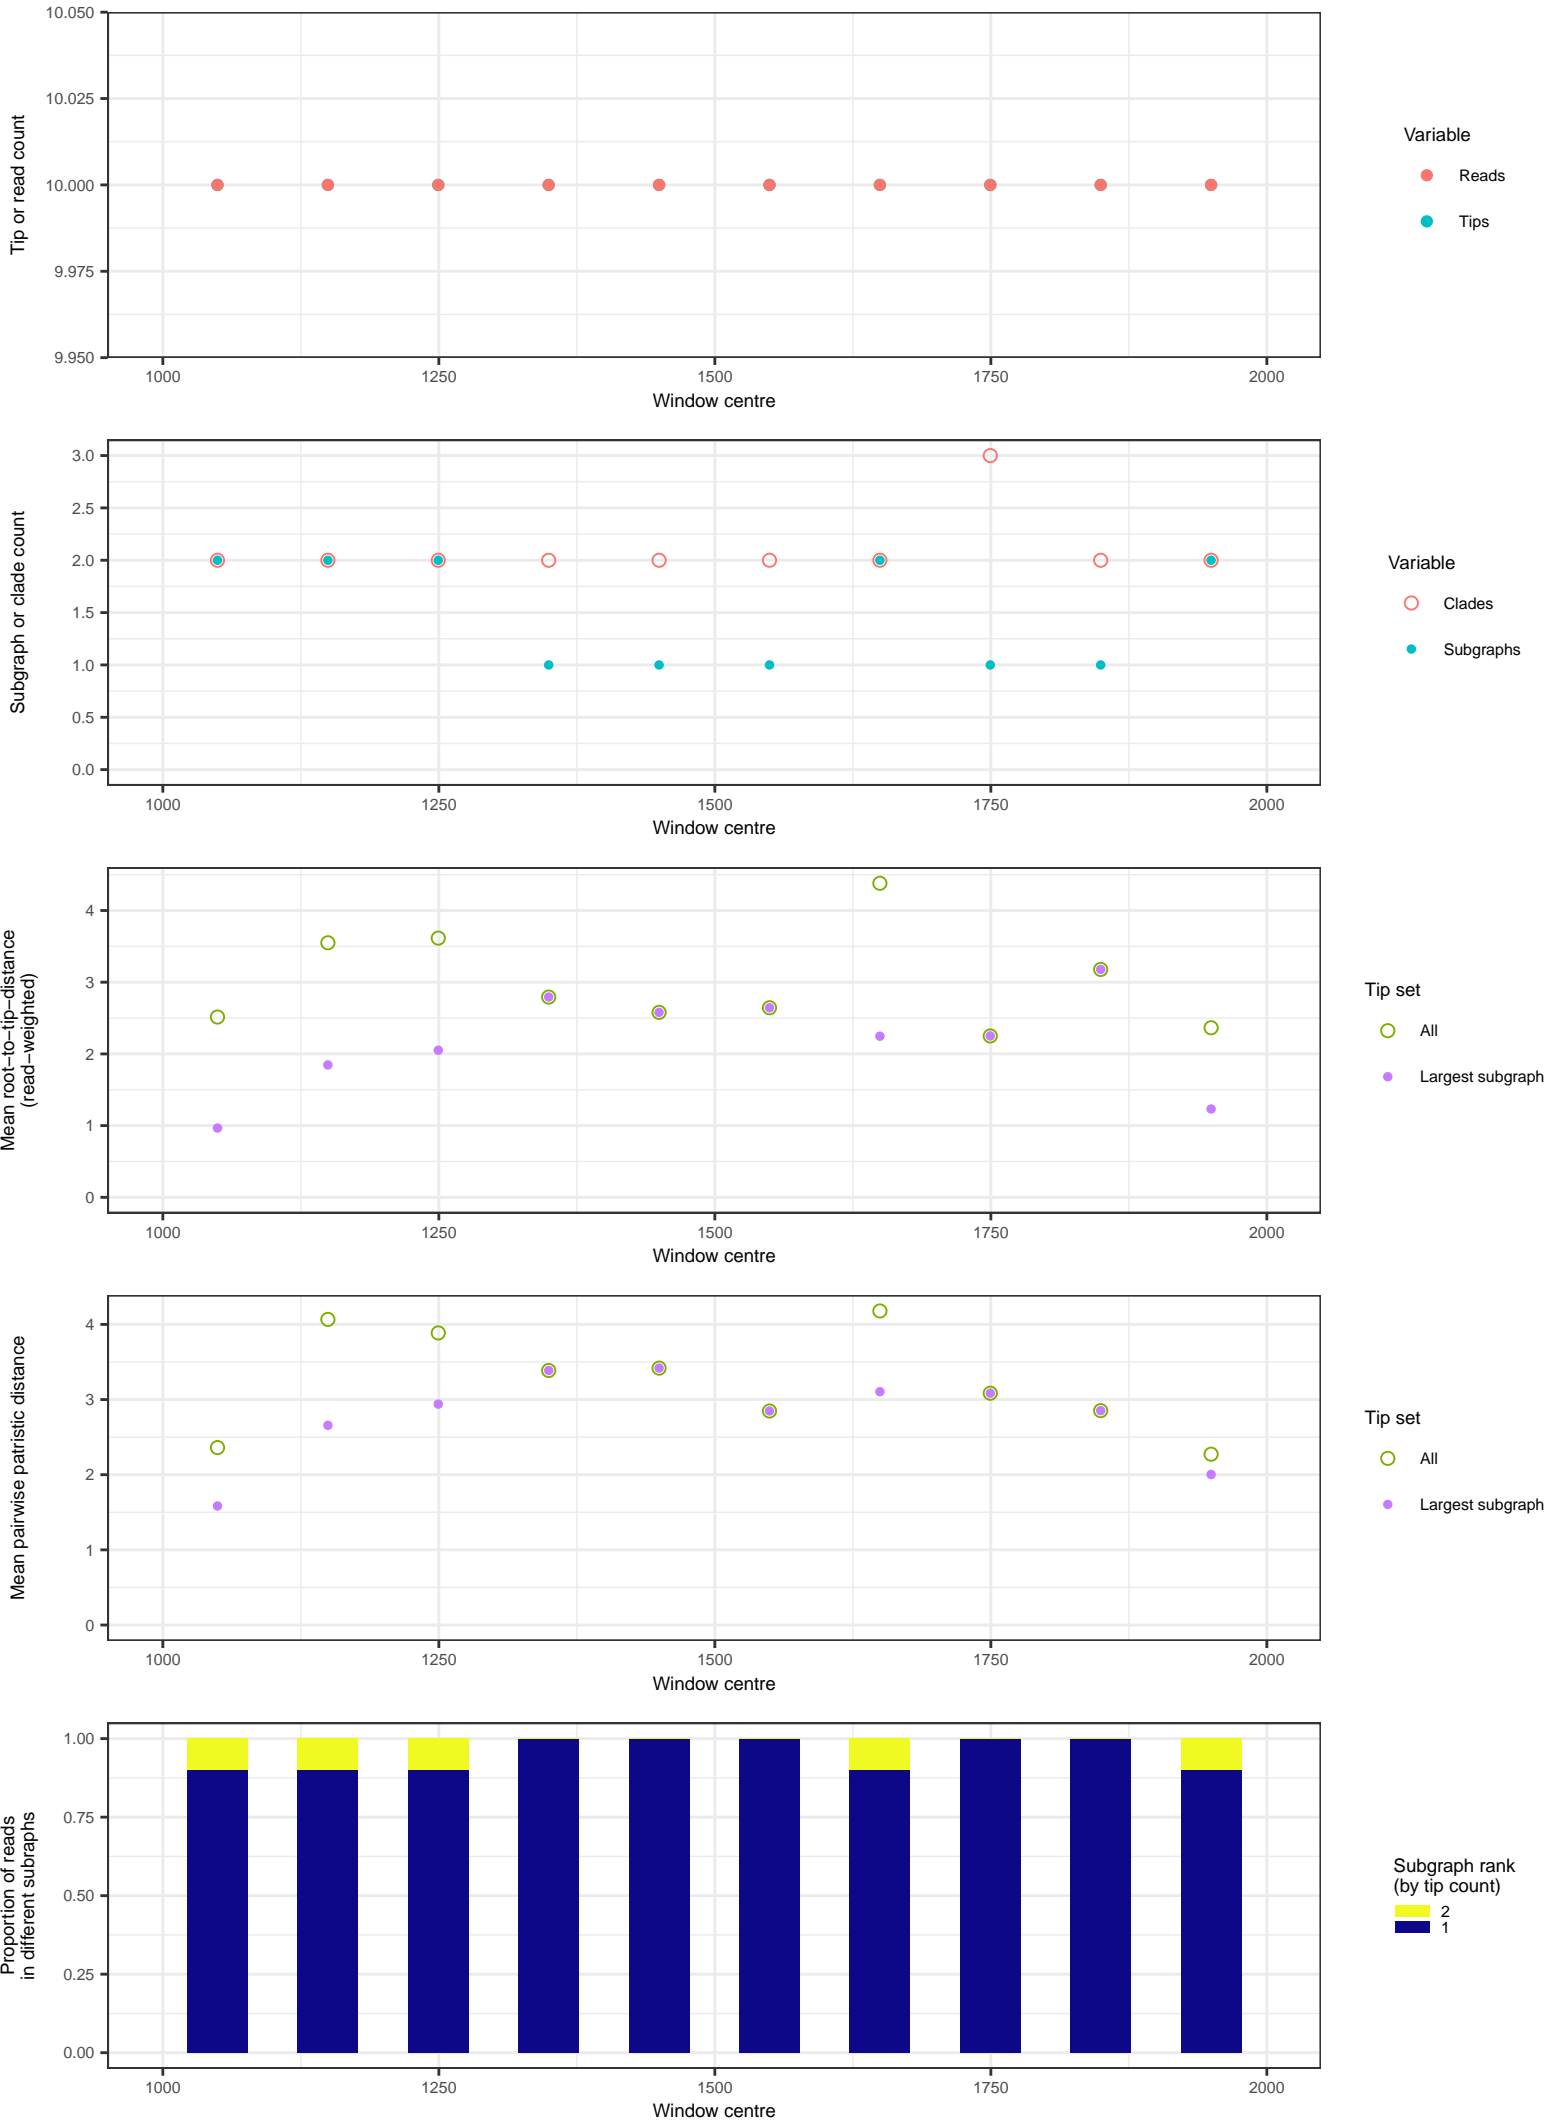 10.050
10.025
10.000
9.975
9.950
Tip or read count
1000 1250 1500 1750 2000
Window centre
Variable
Reads
Tips
3.0
2.5
2.0
1.5
1.0
0.5
0.0
Subgraph or clade count
1000 1250 1500 1750 2000
Window centre
Variable
Clades
Subgraphs
4
3
2
1
0
Mean root−to−tip−distance
(read−weighted)
1000 1250 1500 1750 2000
Window centre
Tip set
All
Largest subgraph
4
3
2
1
0
Mean pairwise patristic distance
1000 1250 1500 1750 2000
Window centre
Tip set
All
Largest subgraph
1.00
0.75
0.50
0.25
0.00
Proportion of reads
in different subraphs
1000 1250 1500 1750 2000
Window centre
Subgraph rank
(by tip count)
2
1